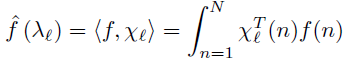 f̂ (λ_ℓ) = ⟨f, χ_ℓ⟩ = ∫_{n=1}^{N} χ_ℓ^T(n) f(n)